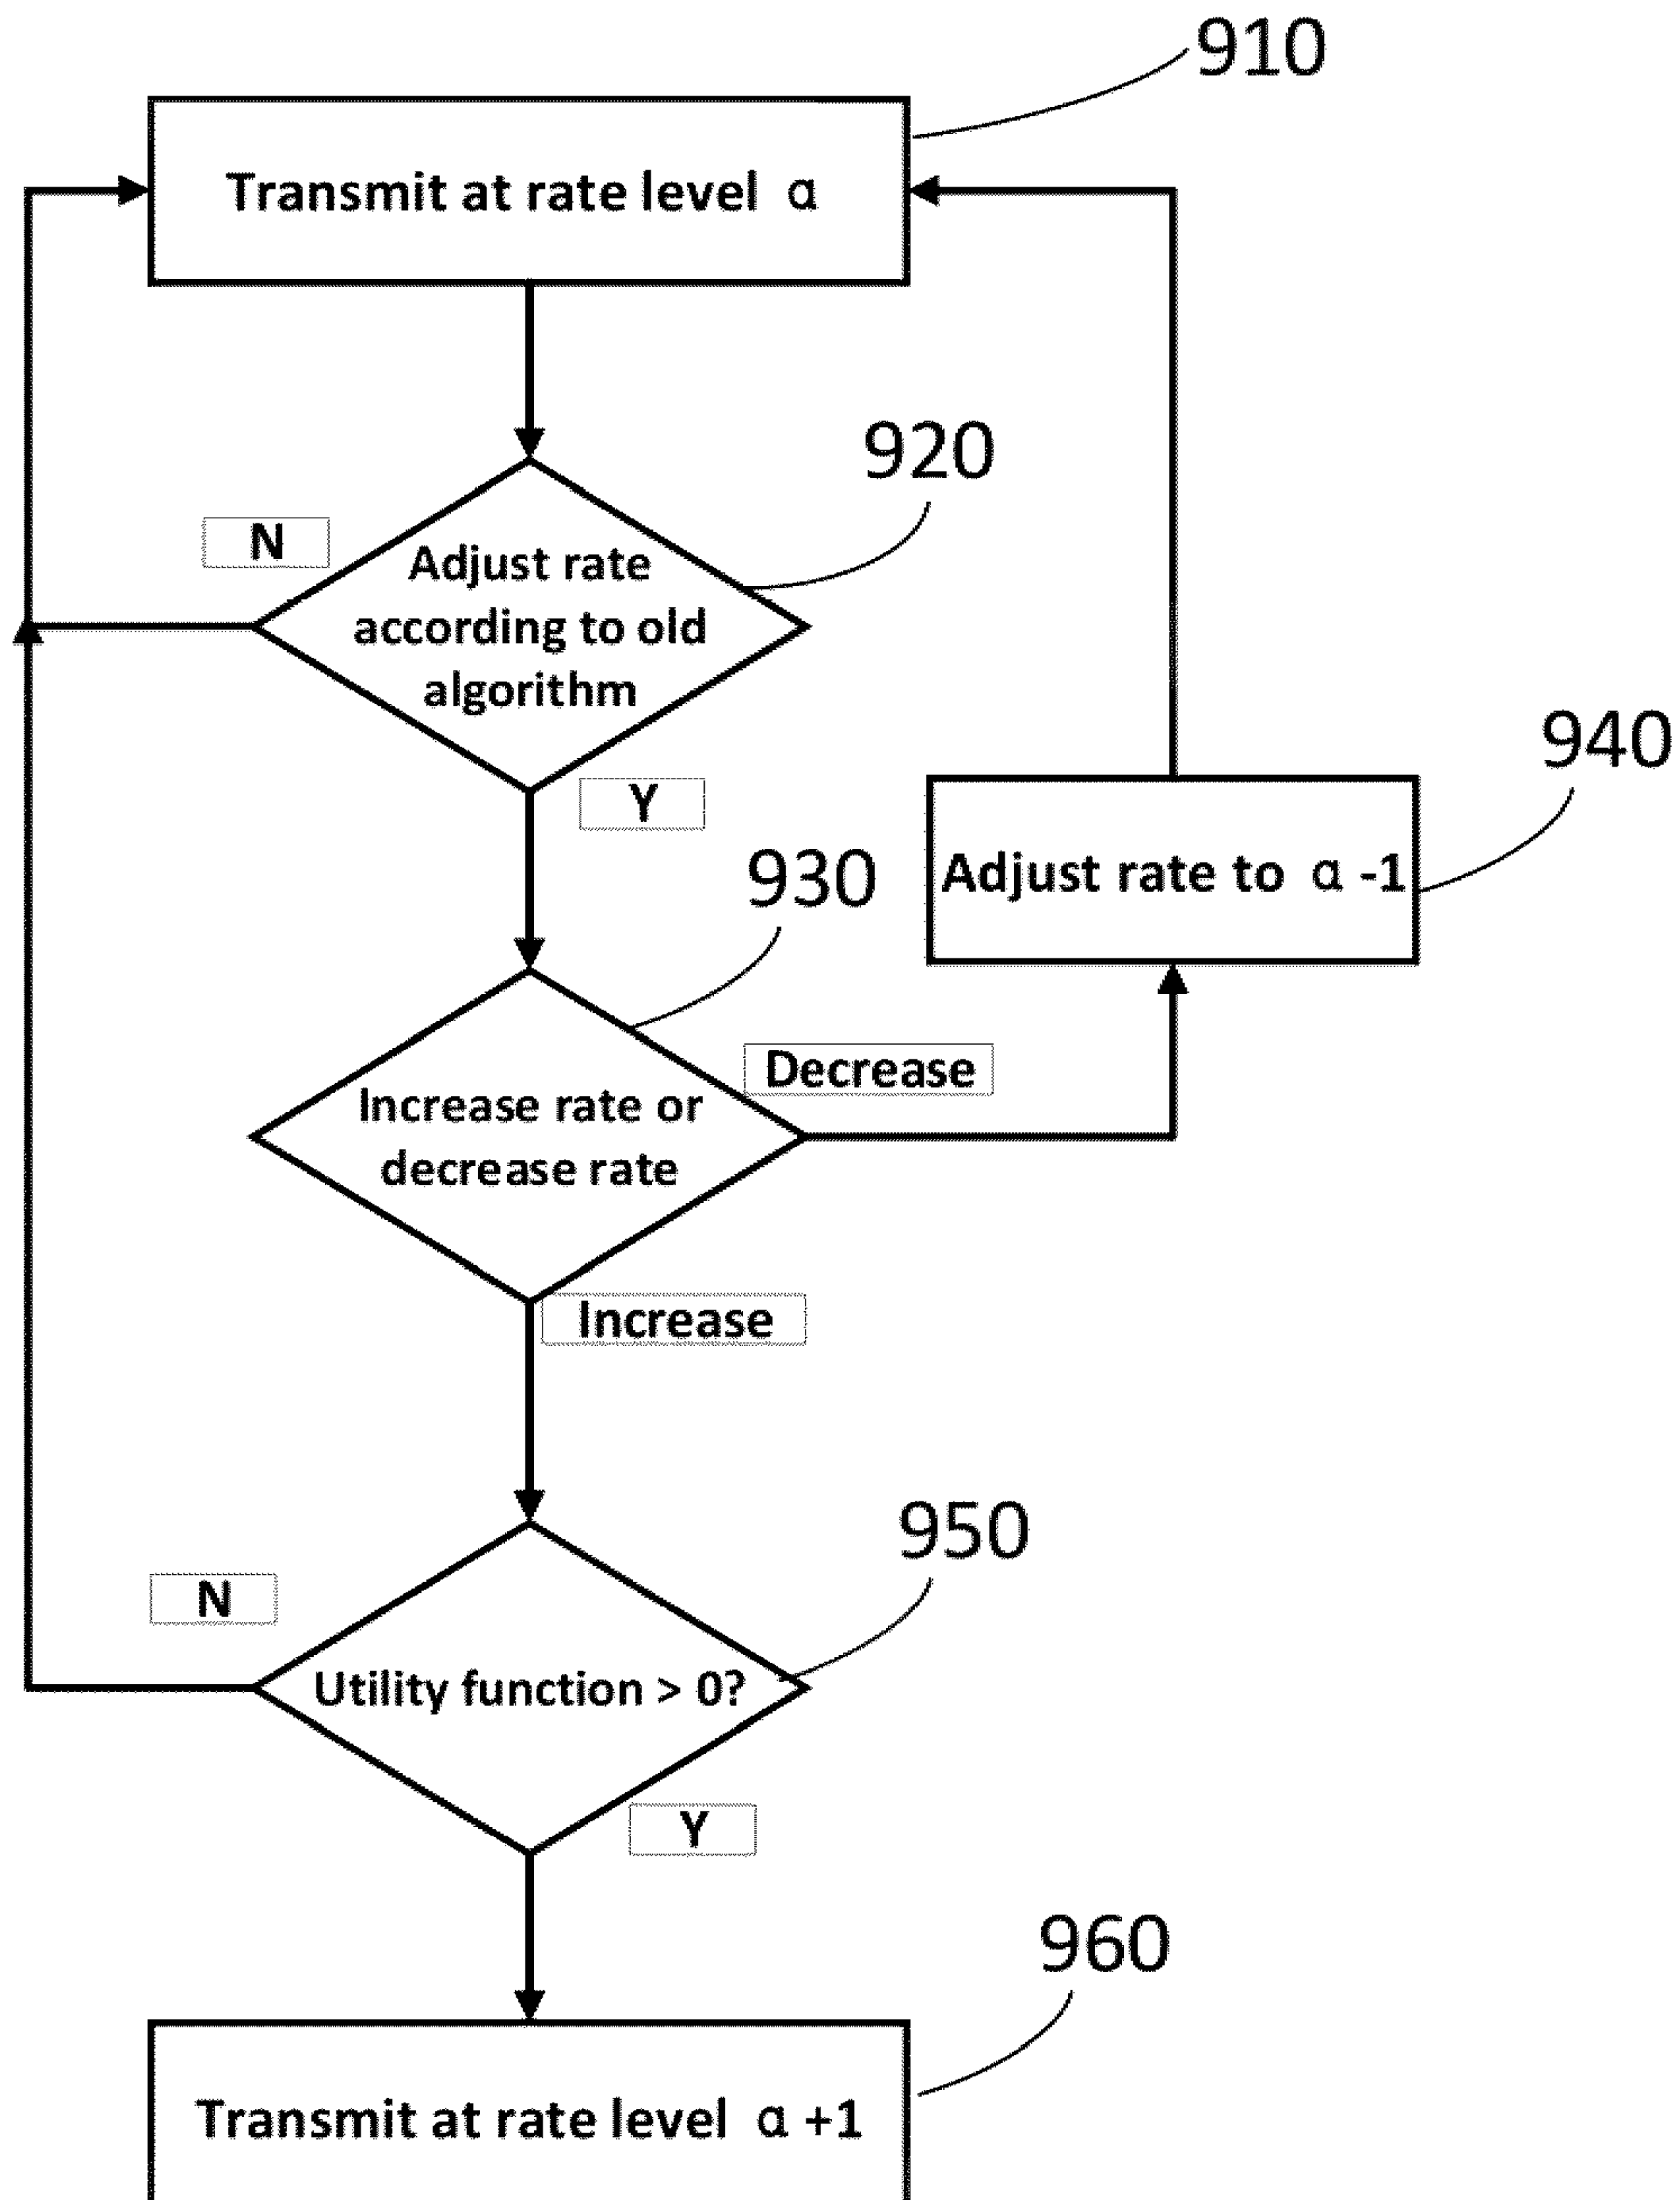 910
Transmit at rate level α
920
N
Adjust rate
according to old
algorithm
Y
940
930
Adjust rate to α -1
Decrease
Increase rate or
decrease rate
Increase
950
N
Utility function > 0?
Y
960
Transmit at rate level α +1